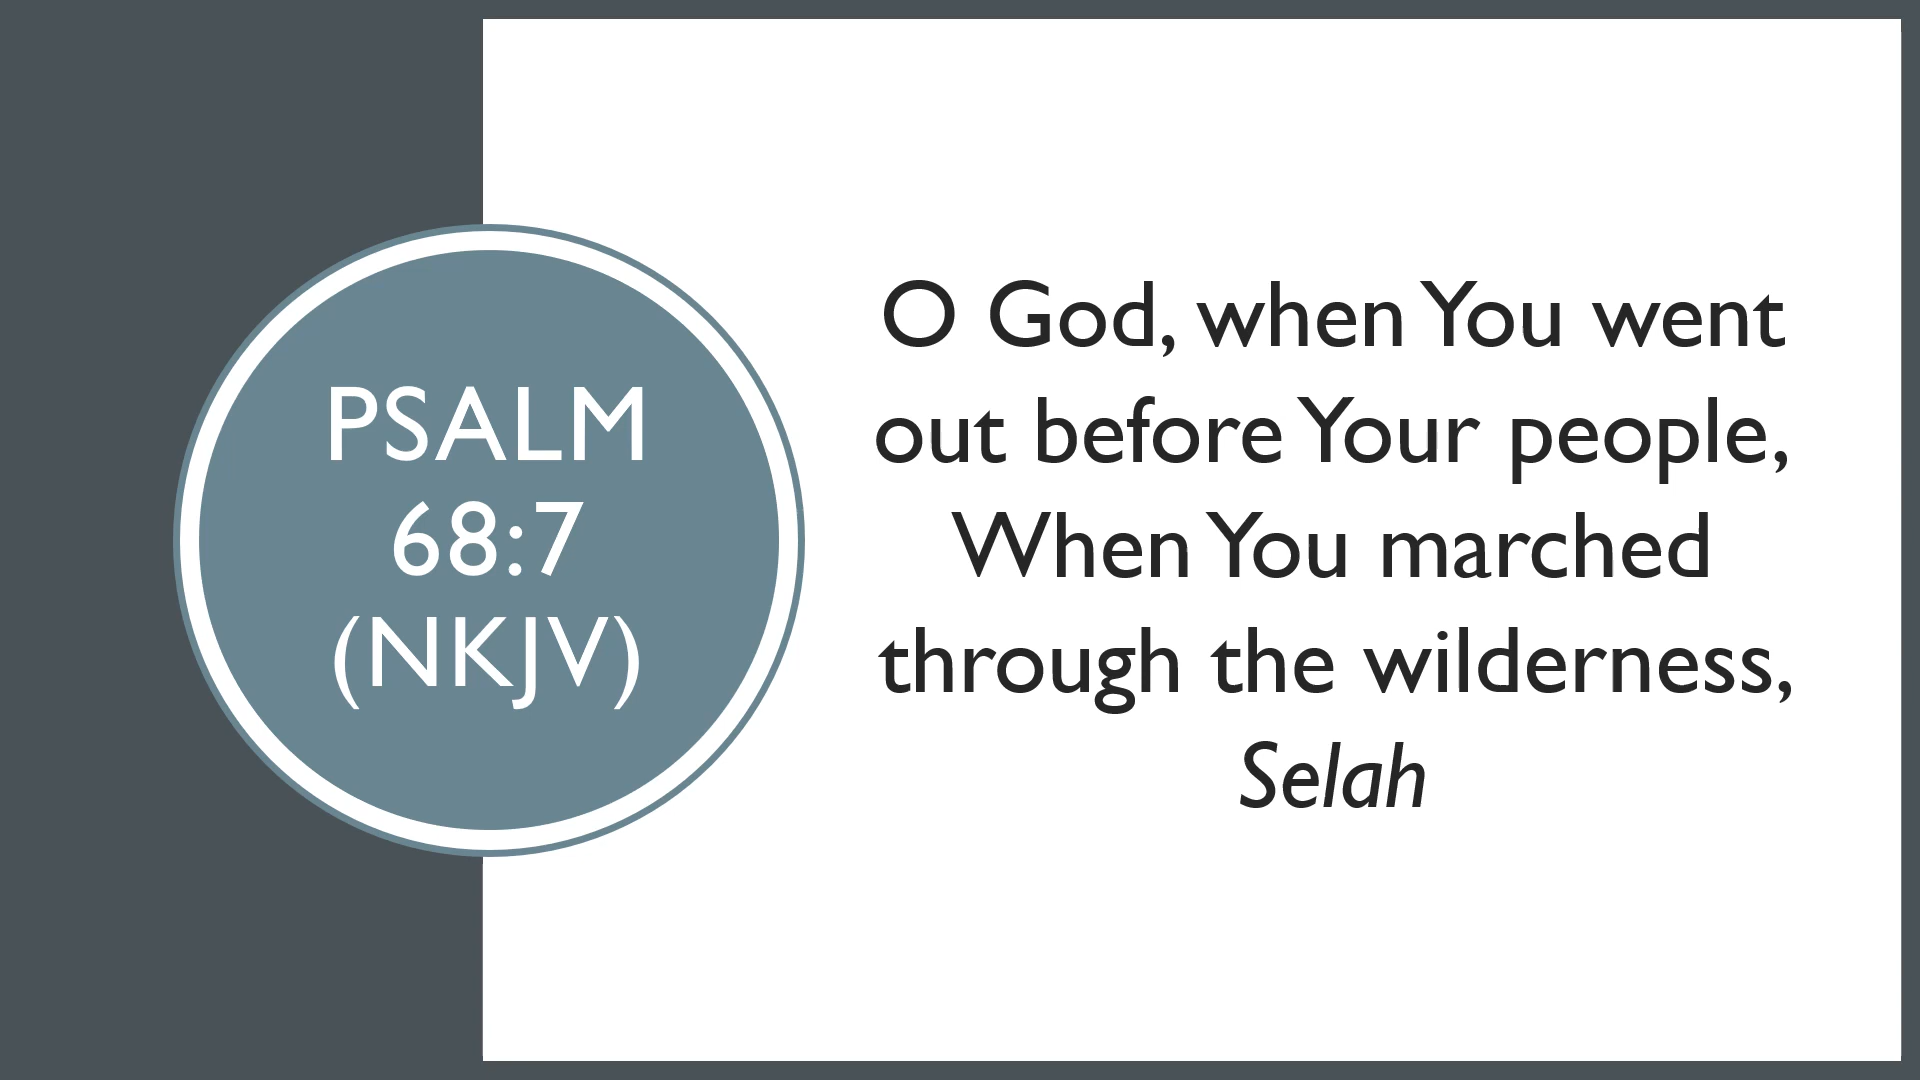 PSALM
68:7
(NKJV)
O God, when You went
out before Your people,
When You marched
through the wilderness,
Selah